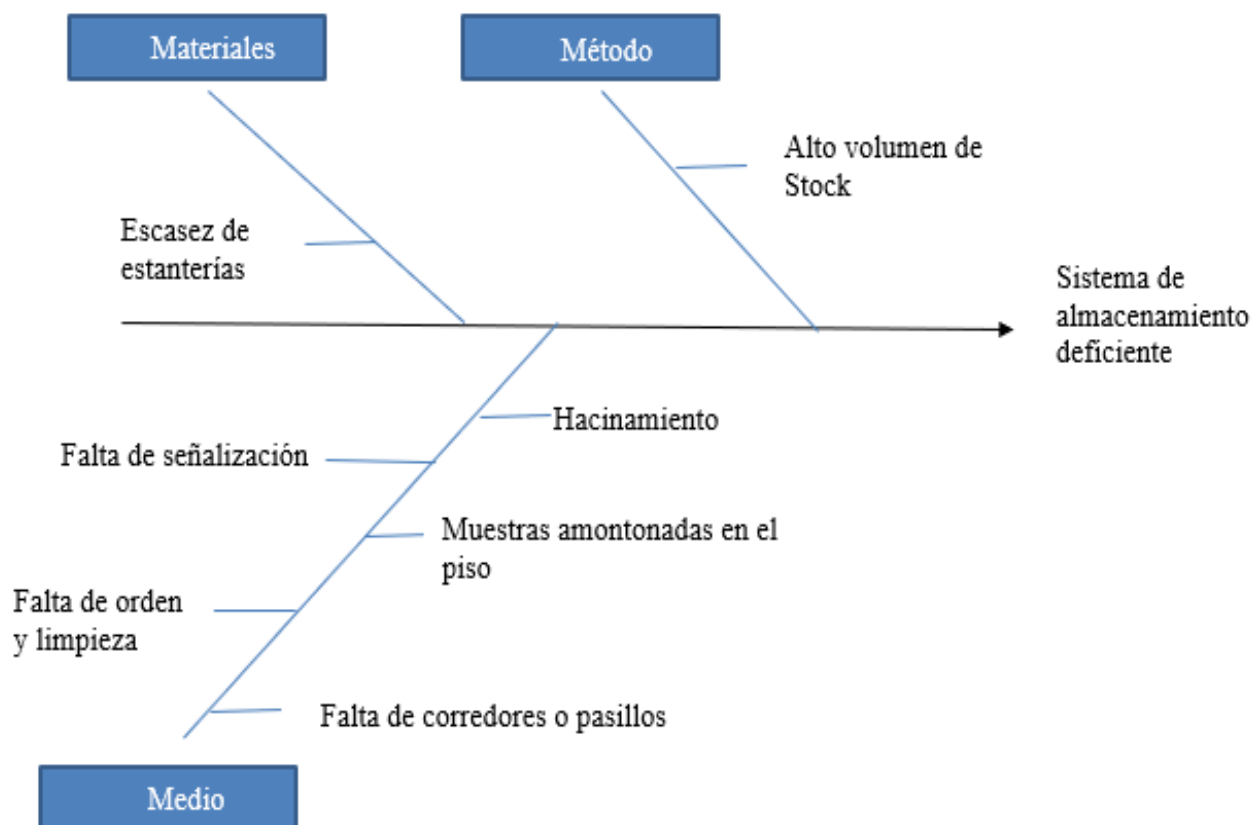 Materiales
Método
Alto volumen de
Stock
Escasez de
estanterías
Sistema de
almacenamiento
deficiente
Hacinamiento
Falta de señalización
Muestras amontonadas en el
piso
Falta de orden
y limpieza
Falta de corredores o pasillos
Medio